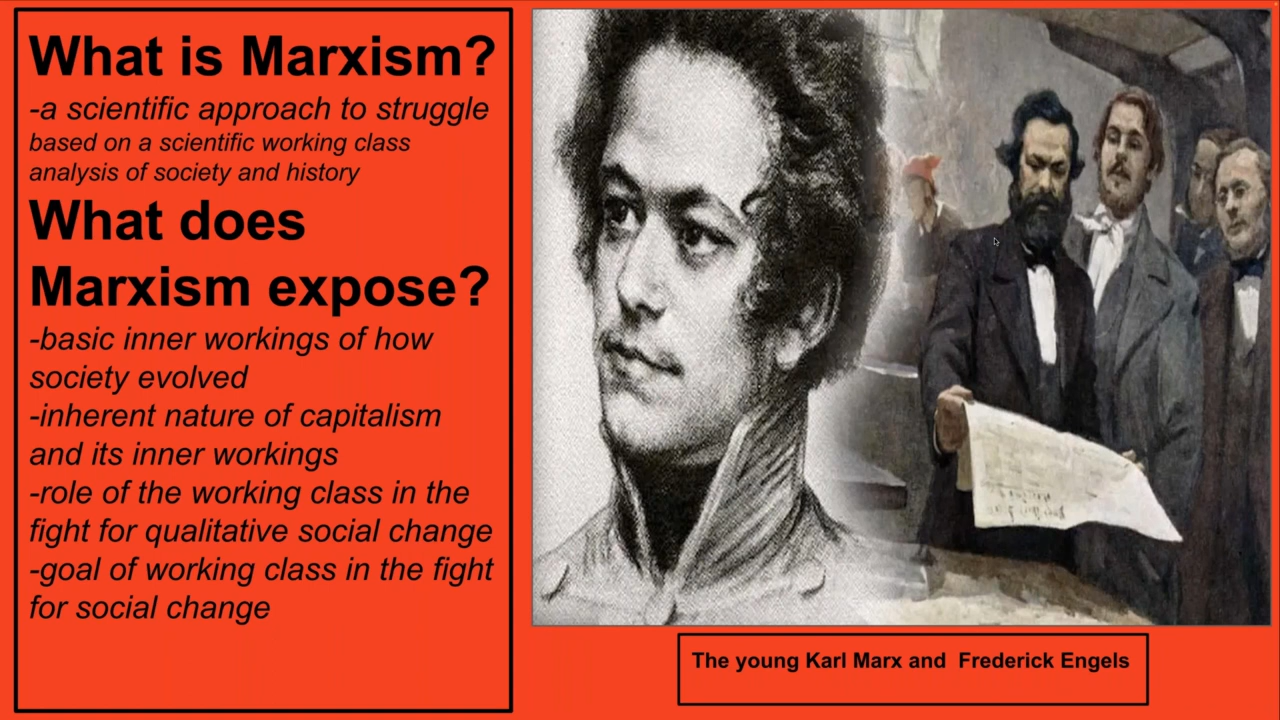 What is Marxism?
-a scientific approach to struggle
based on a scientific working class
analysis of society and history
What does
Marxism expose?
-basic inner workings of how
society evolved
-inherent nature of capitalism
and its inner workings
-role of the working class in the
fight for qualitative social change
-goal of working class in the fight
for social change
The young Karl Marx and  Frederick Engels